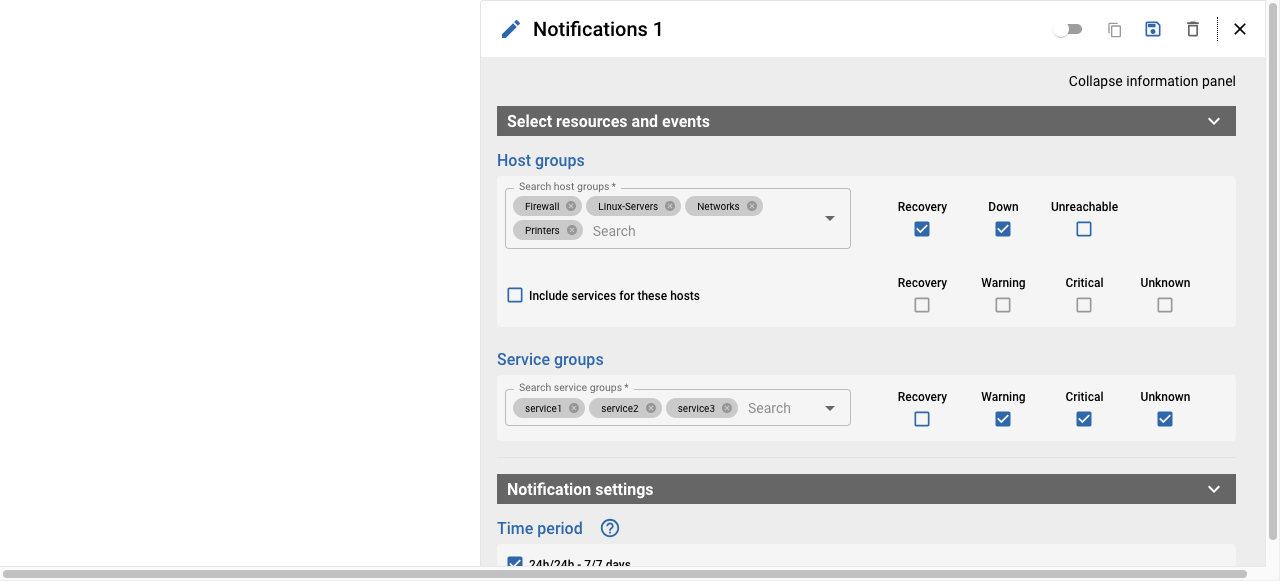 Notifications 1
Collapse information panel
Select resources and events
Host groups
Search host groups *
Firewall Linux-Servers Networks
Printers Search
Recovery Down Unreachable
Include services for these hosts
Recovery Warning Critical Unknown
Service groups
Search service groups *
service1 service2 service3 Search
Recovery Warning Critical Unknown
Notification settings
Time period
24h/24h - 7/7 days